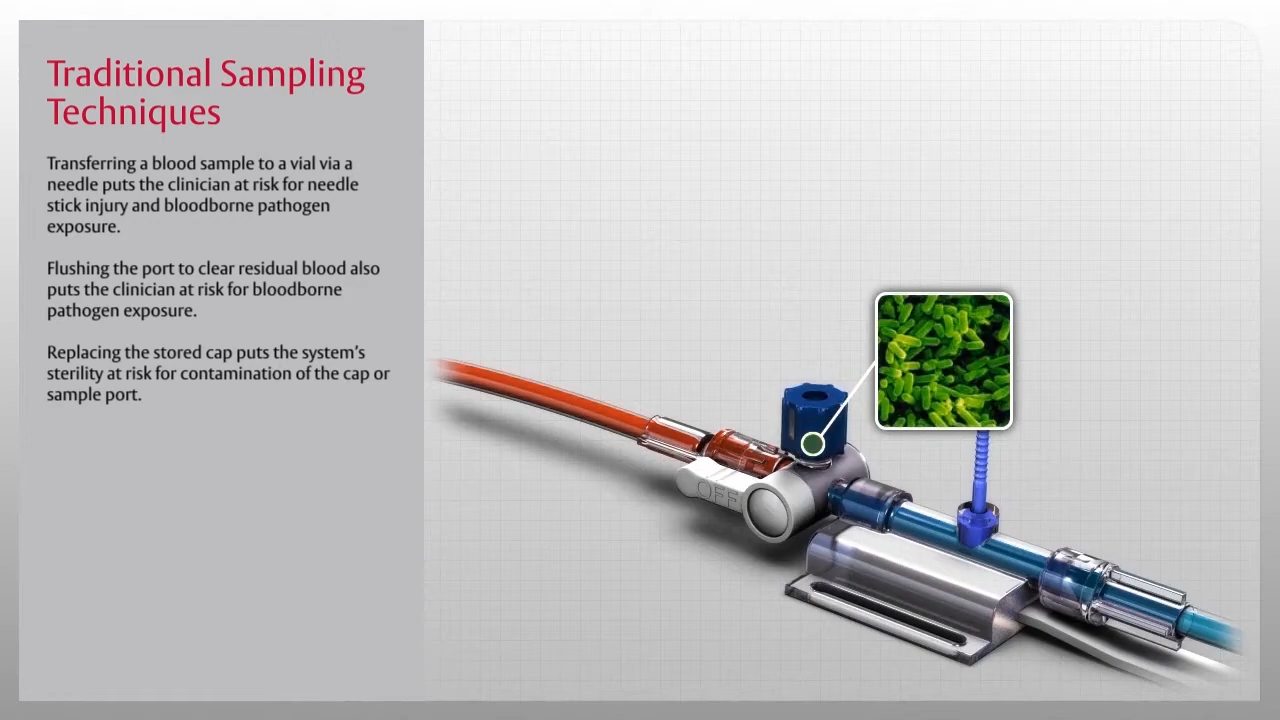 Traditional Sampling
Techniques
Transferring a blood sample to a vial via a
needle puts the clinician at risk for needle
stick injury and bloodborne pathogen
exposure.
Flushing the port to clear residual blood also
puts the clinician at risk for bloodborne
pathogen exposure.
Replacing the stored cap puts the system's
sterility at risk for contamination of the cap or
sample port.
OFF